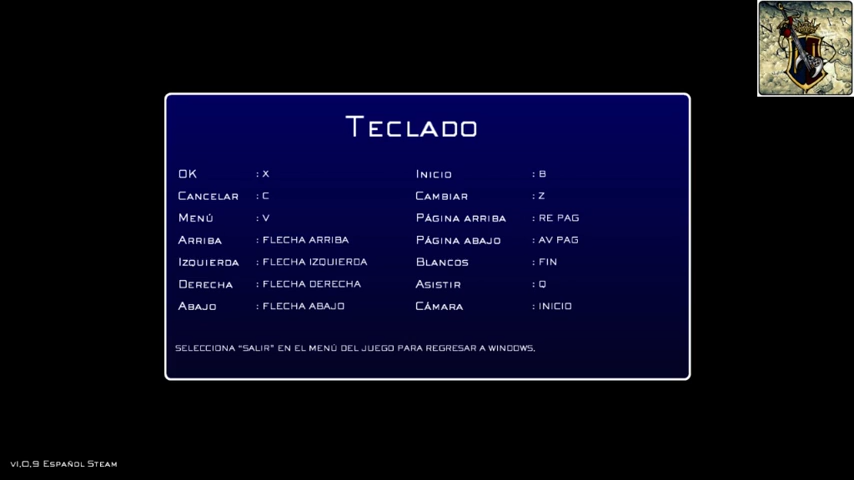 TECLADO
OK : X INICIO : B
CANCELAR : C CAMBIAR : Z
MENÚ : V PÁGINA ARRIBA : RE PAG
ARRIBA : FLECHA ARRIBA PÁGINA ABAJO : AV PAG
IZQUIERDA : FLECHA IZQUIERDA BLANCOS : FIN
DERECHA : FLECHA DERECHA ASISTIR : Q
ABAJO : FLECHA ABAJO CÁMARA : INICIO
SELECCIONA "SALIR" EN EL MENÚ DEL JUEGO PARA REGRESAR A WINDOWS.
V1.0.9 ESPAÑOL STEAM